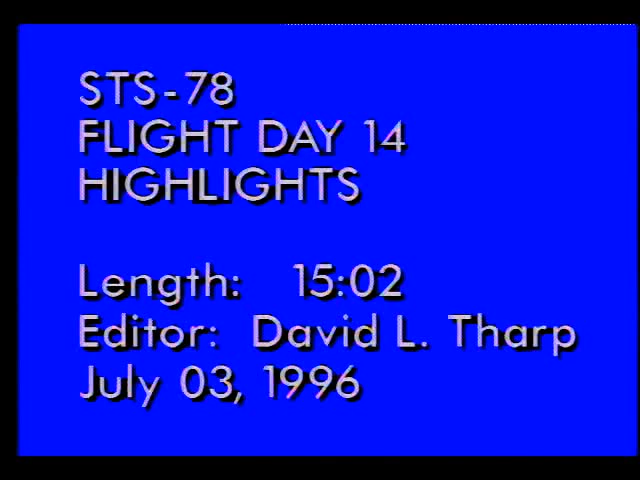 STS-78
FLIGHT DAY 14
HIGHLIGHTS
Length: 15:02
Editor: David L. Tharp
July 03, 1996